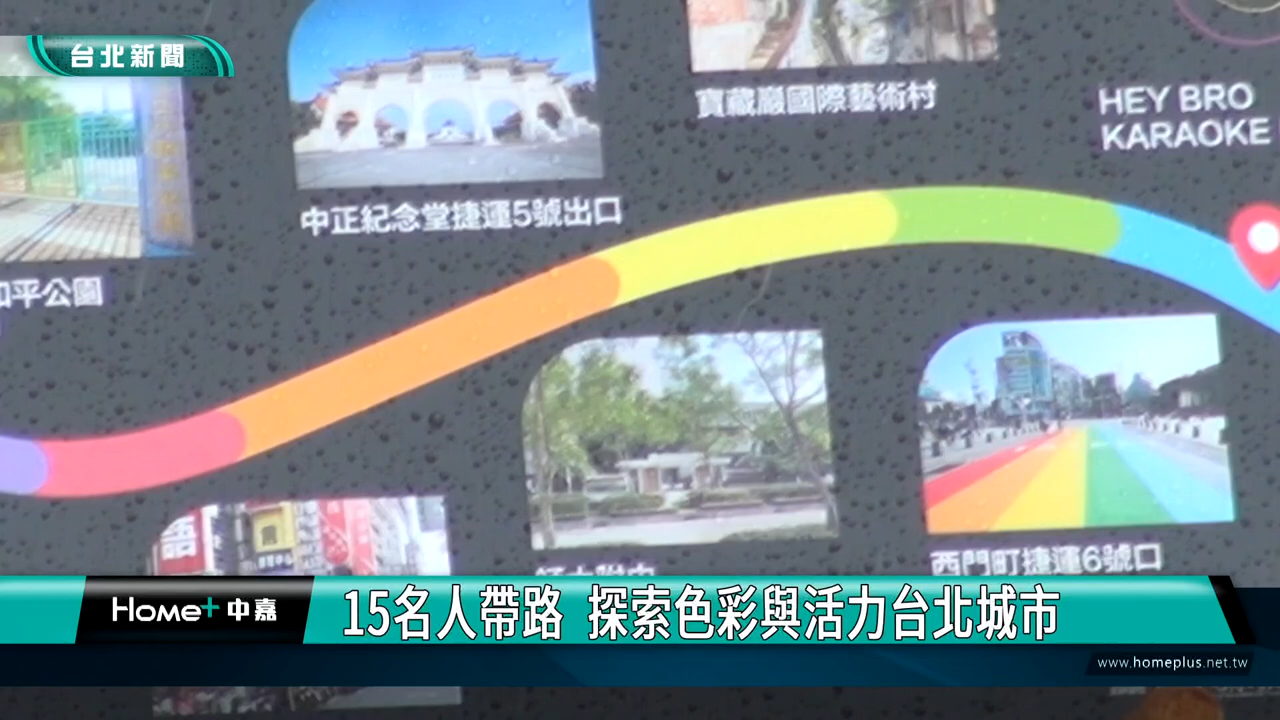 台北新聞
寶藏巖國際藝術村
HEY BRO
KARAOKE
中正紀念堂捷運5號出口
和平公園
語
西門町捷運6號口
Home+ 中嘉
15名人帶路 探索色彩與活力台北城市
www.homeplus.net.tw